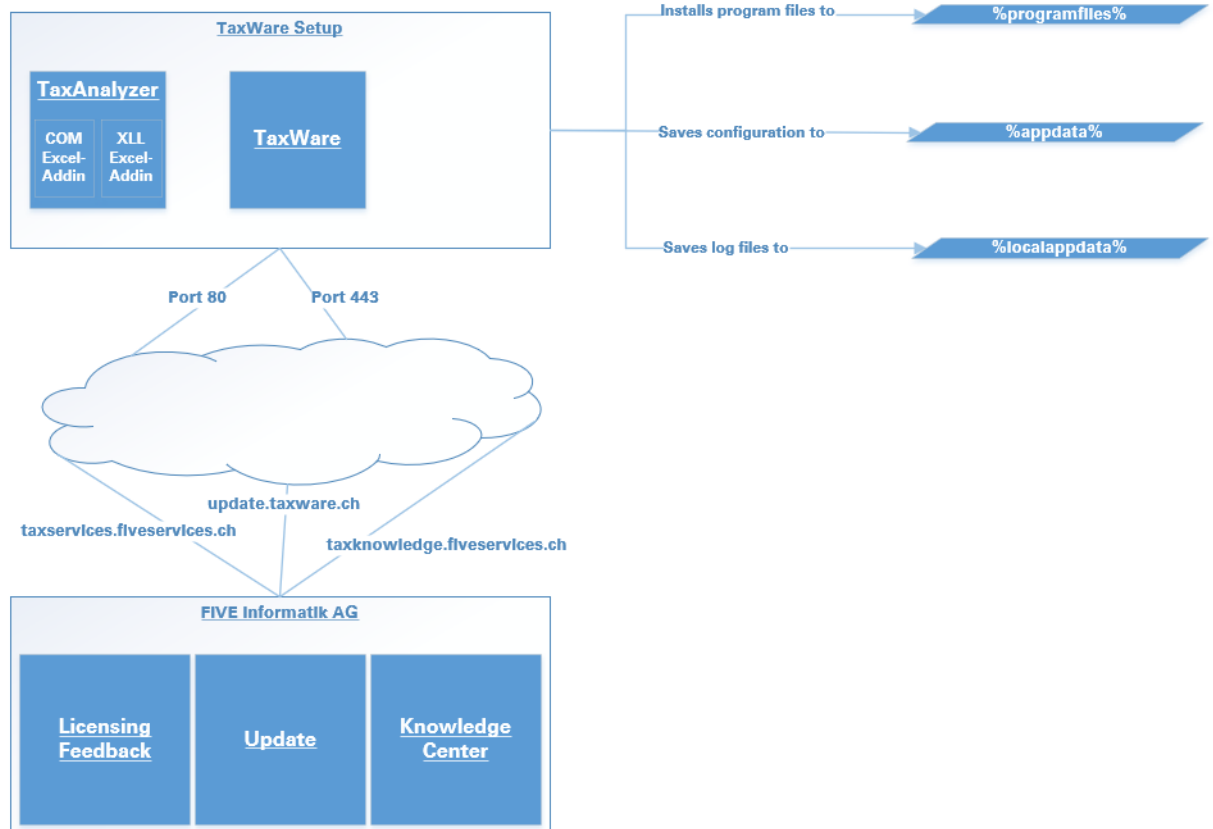 TaxWare Setup
TaxAnalyzer
COM
Excel-
Addin
XLL
Excel-
Addin
TaxWare
Installs program files to
%programfiles%
Saves configuration to
%appdata%
Saves log files to
%localappdata%
Port 80
Port 443
update.taxware.ch
taxservices.fiveservices.ch
taxknowledge.fiveservices.ch
FIVE Informatik AG
Licensing
Feedback
Update
Knowledge
Center